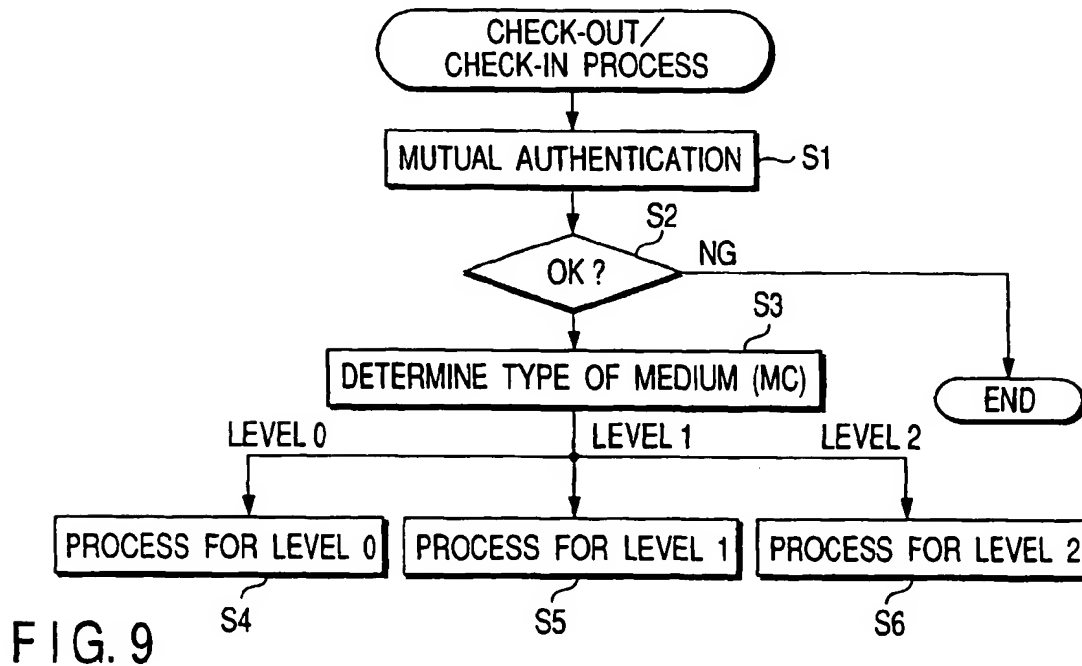 CHECK-OUT/
CHECK-IN PROCESS
MUTUAL AUTHENTICATION
S1
S2
OK ?
NG
S3
DETERMINE TYPE OF MEDIUM (MC)
END
LEVEL 0
LEVEL 1
LEVEL 2
PROCESS FOR LEVEL 0
PROCESS FOR LEVEL 1
PROCESS FOR LEVEL 2
S4
S5
S6
FIG. 9